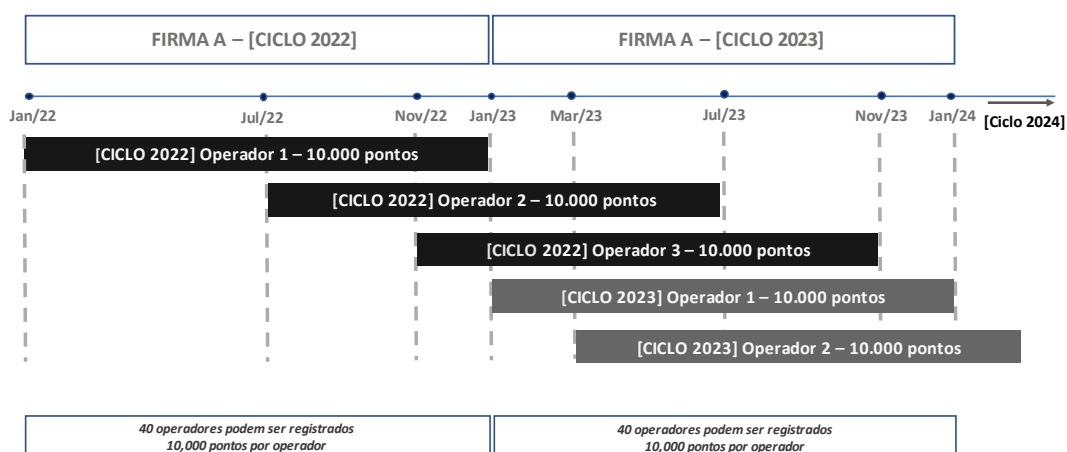 FIRMA A – [CICLO 2022]
FIRMA A – [CICLO 2023]
Jan/22
Jul/22
Nov/22
Jan/23
Mar/23
Jul/23
Nov/23
Jan/24
[Ciclo 2024]
[CICLO 2022] Operador 1 – 10.000 pontos
[CICLO 2022] Operador 2 – 10.000 pontos
[CICLO 2022] Operador 3 – 10.000 pontos
[CICLO 2023] Operador 1 – 10.000 pontos
[CICLO 2023] Operador 2 – 10.000 pontos
40 operadores podem ser registrados
10,000 pontos por operador
40 operadores podem ser registrados
10,000 pontos por operador